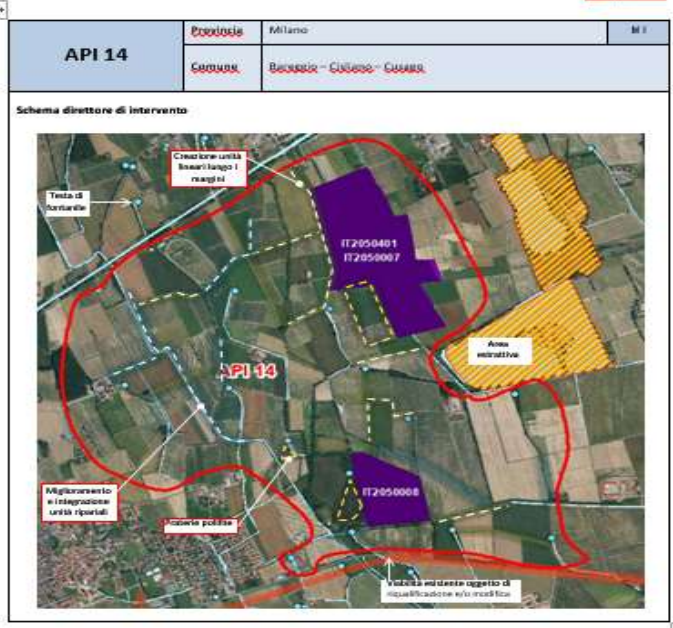 API 14
Provincia
Milano
MI
Comune
Bareggio – Cisliano – Cusago
Schema direttore di intervento
Creazione unità
lineari lungo i
margini
Testa di
fontanile
IT2050401
IT2050007
Area
estrattiva
API 14
Miglioramento
e integrazione
unità ripariali
IT2050008
Praterie polifite
Viabilità esistente oggetto di
riqualificazione e/o modifica